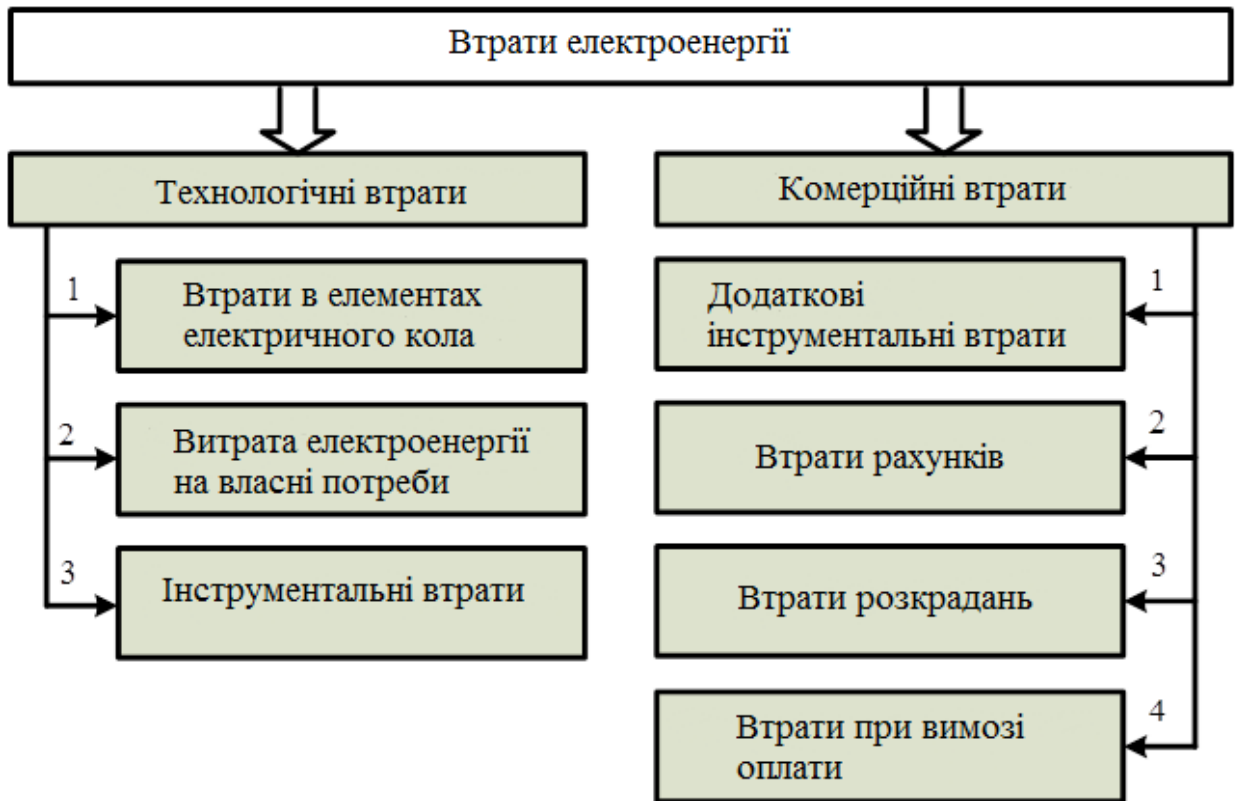 Втрати електроенергії
Технологічні втрати
1
Втрати в елементах
електричного кола
2
Витрата електроенергії
на власні потреби
3
Інструментальні втрати
Комерційні втрати
1
Додаткові
інструментальні втрати
2
Втрати рахунків
3
Втрати розкрадань
4
Втрати при вимозі
оплати